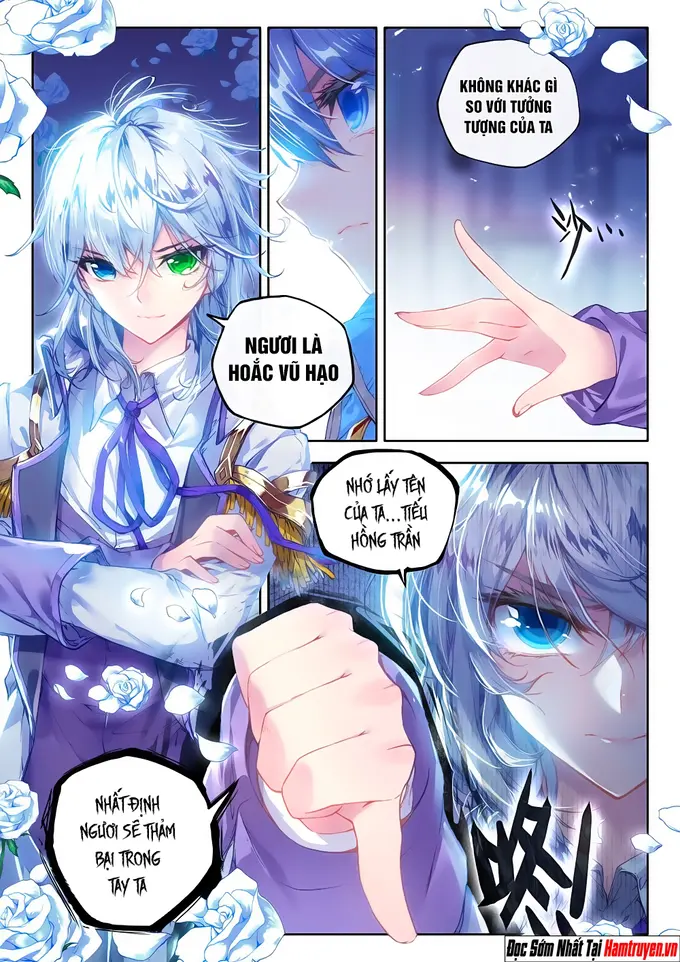 KHÔNG KHÁC GÌ
SO VỚI TƯỞNG
TƯỢNG CỦA TA
NGƯƠI LÀ
HOẮC VŨ HẠO
NHỚ LẤY TÊN
CỦA TA...TIẾU
HỒNG TRẦN
NHẤT ĐỊNH
NGƯƠI SẼ THẢM
BẠI TRONG
TAY TA
Đọc Sớm Nhất Tại Hamtruyen.vn